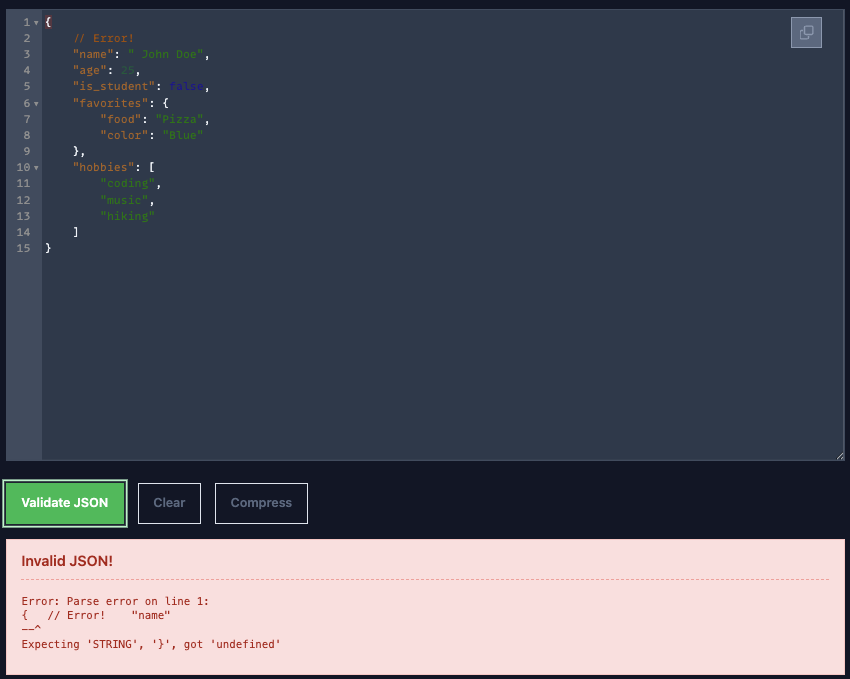 1 {
2 // Error!
3 "name": " John Doe",
4 "age": 25,
5 "is_student": false,
6 "favorites": {
7 "food": "Pizza",
8 "color": "Blue"
9 },
10 "hobbies": [
11 "coding",
12 "music",
13 "hiking"
14 ]
15 }
Validate JSON Clear Compress
Invalid JSON!
Error: Parse error on line 1:
{ // Error! "name"
--^
Expecting 'STRING', '}', got 'undefined'